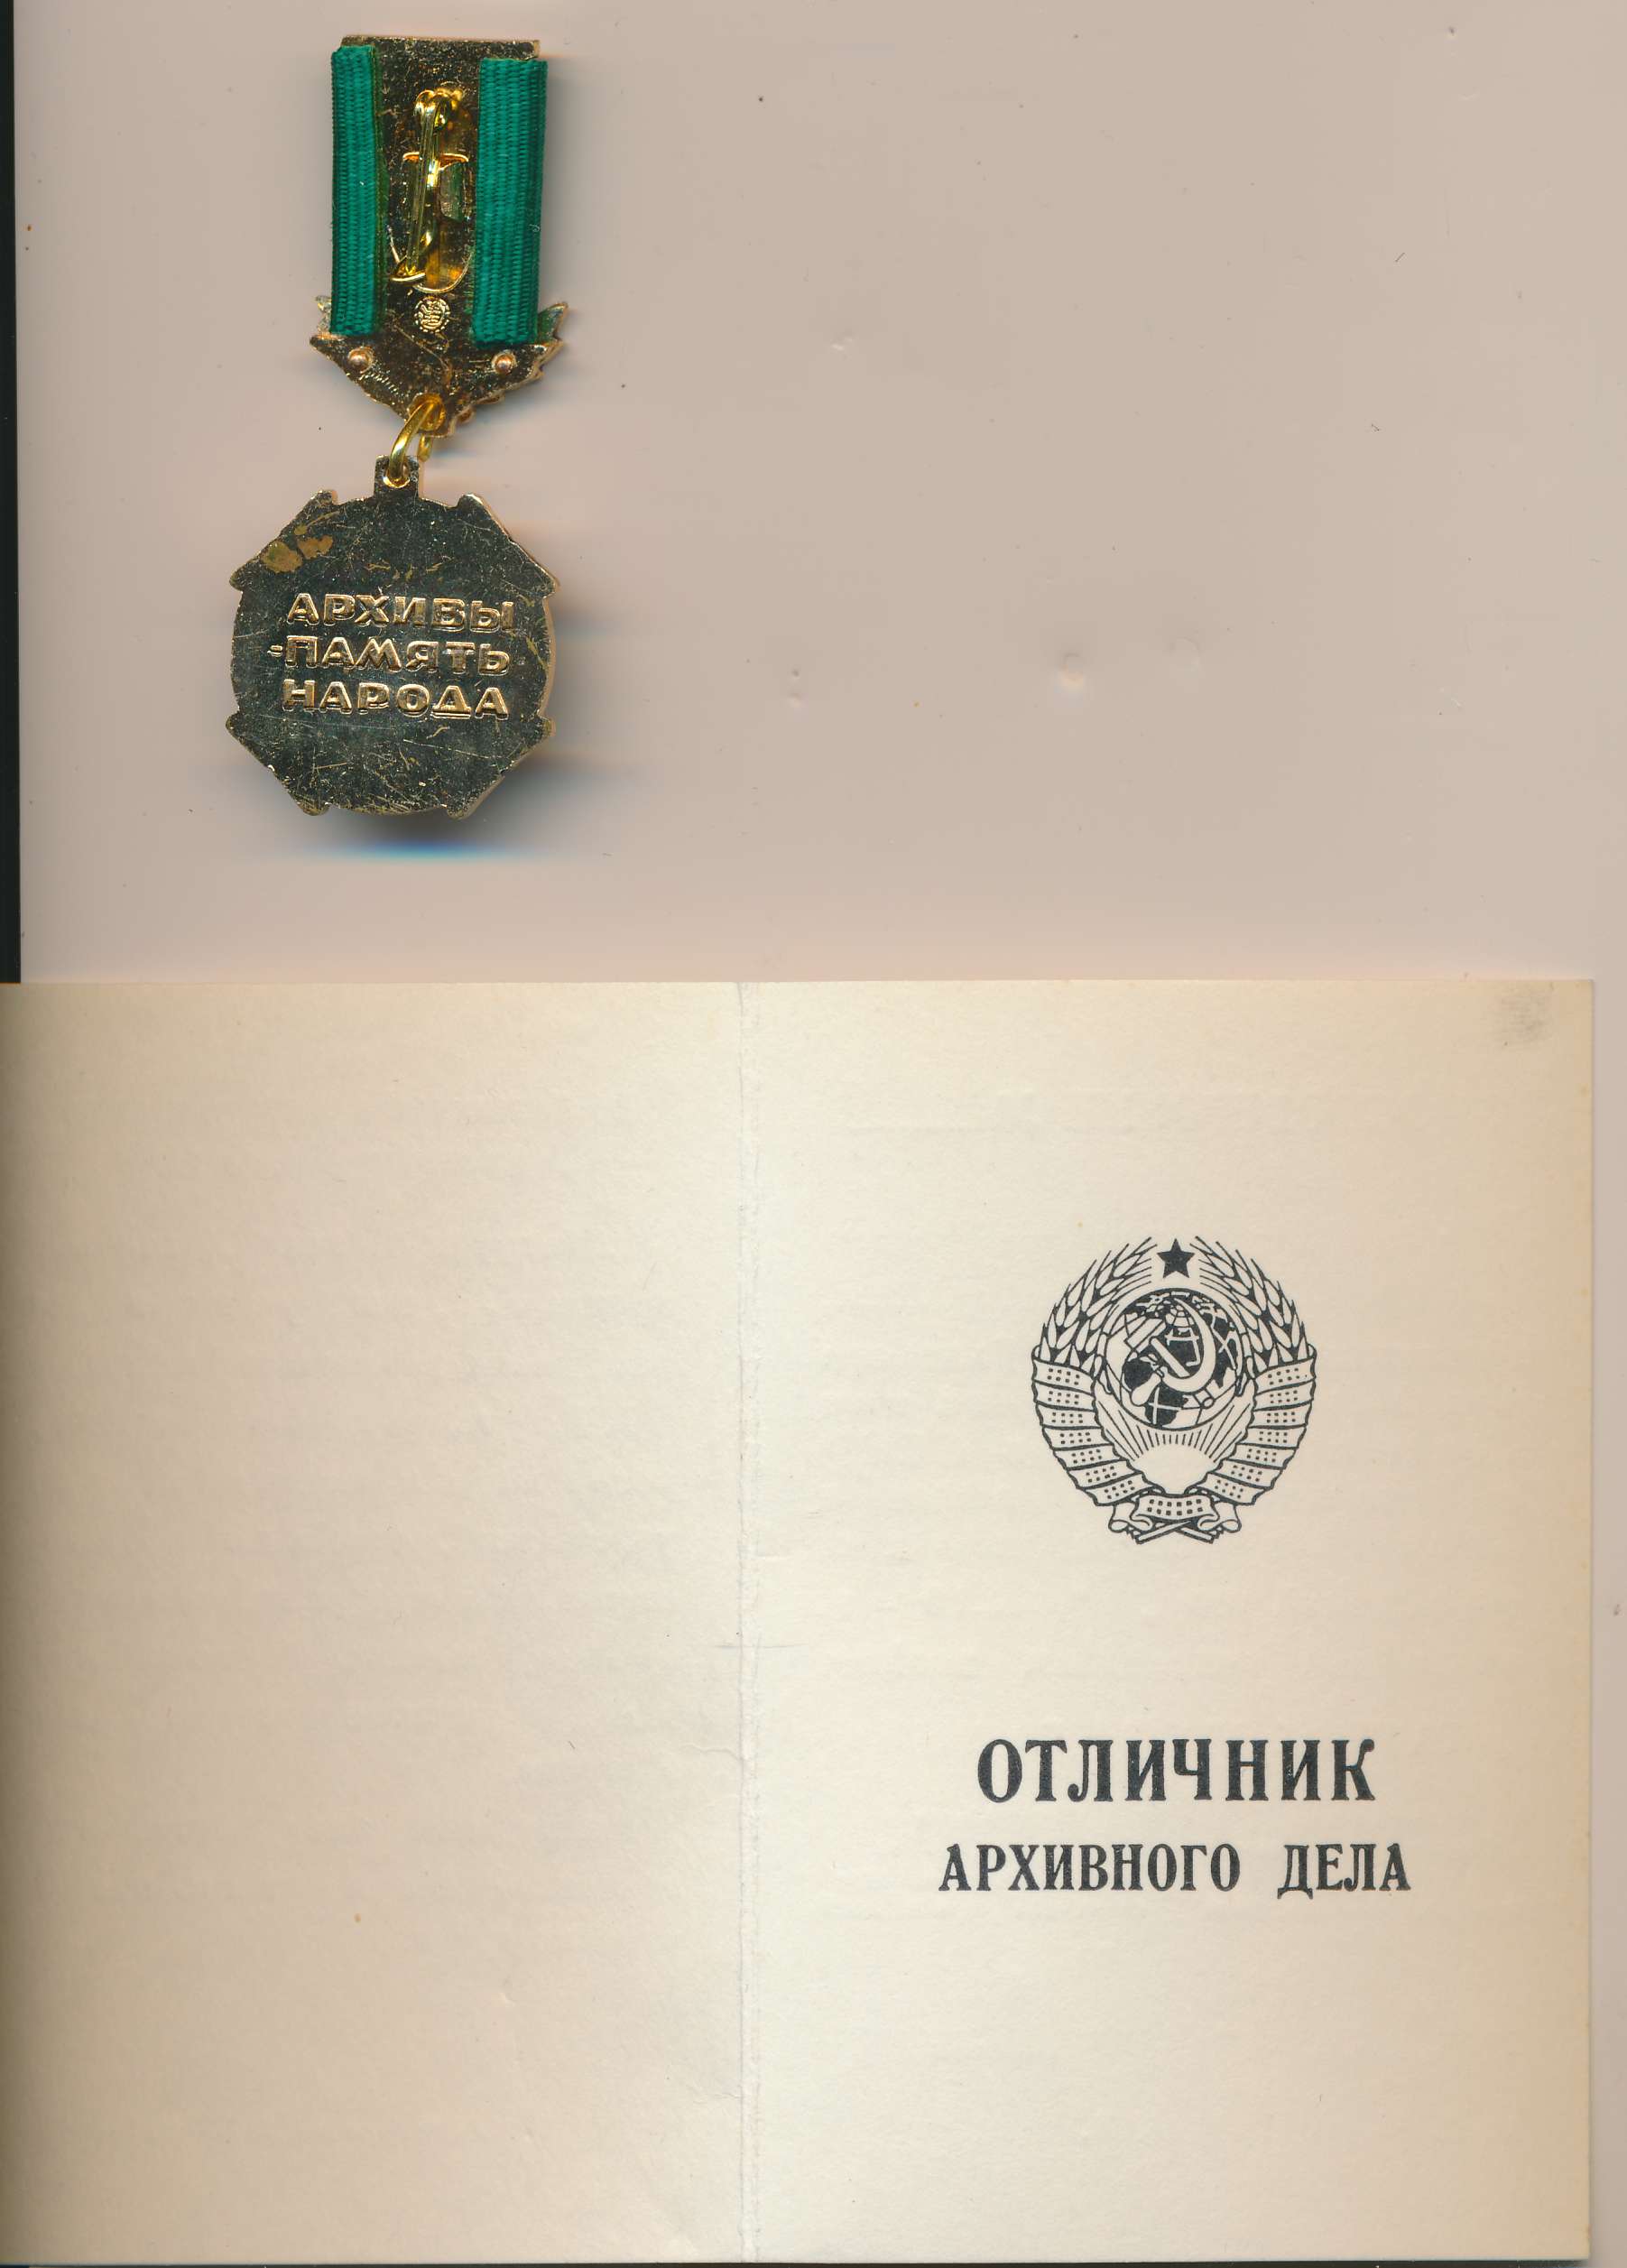 АРХИВЫ
-ПАМЯТЬ
НАРОДА
ОТЛИЧНИК
АРХИВНОГО ДЕЛА